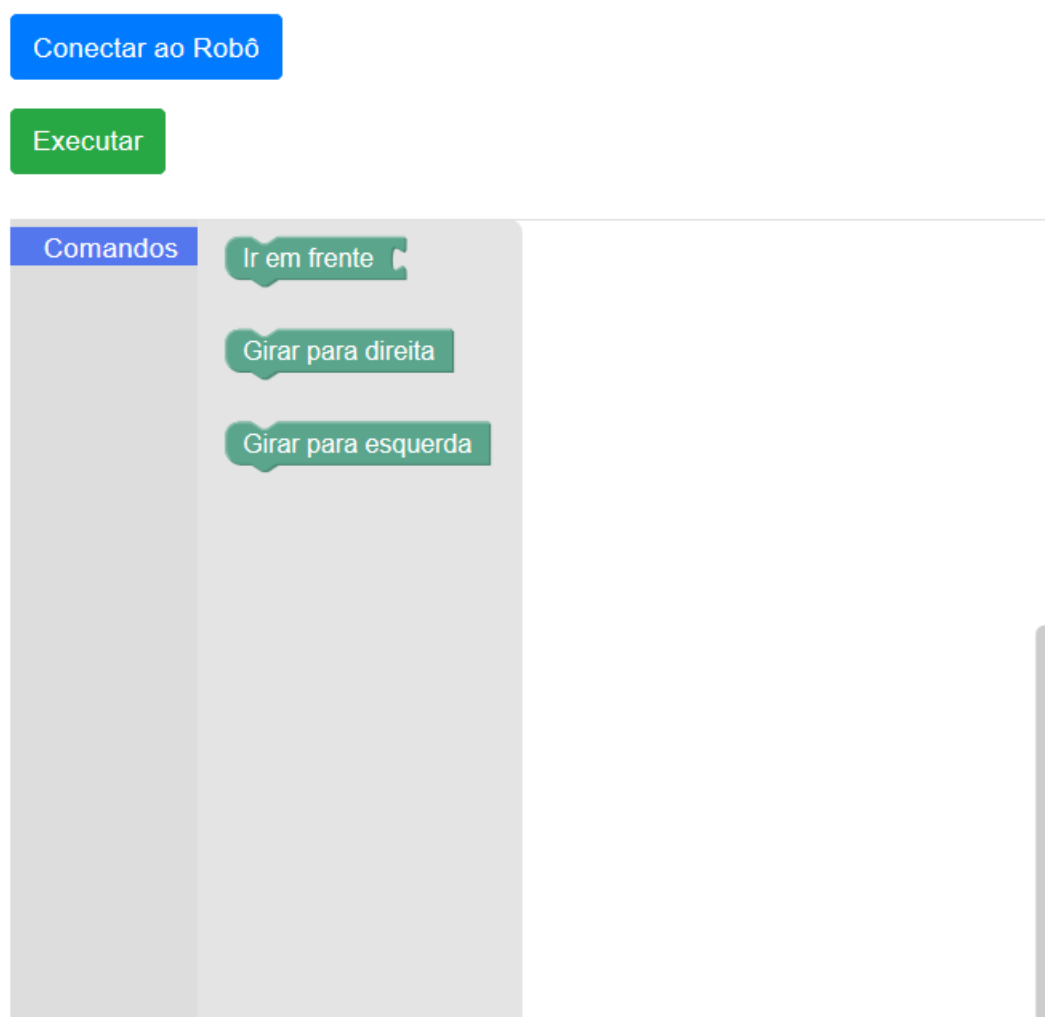 Conectar ao Robô
Executar
Comandos
Ir em frente
Girar para direita
Girar para esquerda